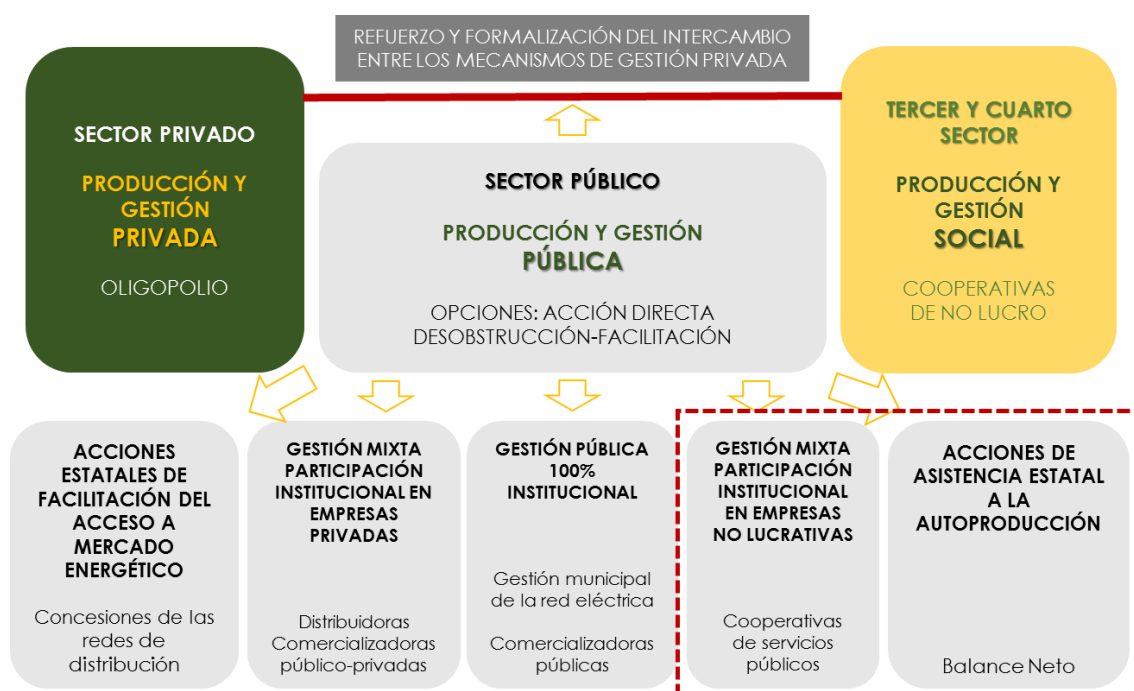 REFUERZO Y FORMALIZACIÓN DEL INTERCAMBIO
ENTRE LOS MECANISMOS DE GESTIÓN PRIVADA
SECTOR PRIVADO
PRODUCCIÓN Y
GESTIÓN
PRIVADA
OLIGOPOLIO
SECTOR PÚBLICO
PRODUCCIÓN Y GESTIÓN
PÚBLICA
OPCIONES: ACCIÓN DIRECTA
DESOBSTRUCCIÓN-FACILITACIÓN
TERCER Y CUARTO
SECTOR
PRODUCCIÓN Y
GESTIÓN
SOCIAL
COOPERATIVAS
DE NO LUCRO
ACCIONES
ESTATALES DE
FACILITACIÓN DEL
ACCESO A
MERCADO
ENERGÉTICO
Concesiones de las
redes de
distribución
GESTIÓN MIXTA
PARTICIPACIÓN
INSTITUCIONAL EN
EMPRESAS
PRIVADAS
Distribuidoras
Comercializadoras
público-privadas
GESTIÓN PÚBLICA
100%
INSTITUCIONAL
Gestión municipal
de la red eléctrica
Comercializadoras
públicas
GESTIÓN MIXTA
PARTICIPACIÓN
INSTITUCIONAL
EN EMPRESAS
NO LUCRATIVAS
Cooperativas
de servicios
públicos
ACCIONES DE
ASISTENCIA ESTATAL
A LA
AUTOPRODUCCIÓN
Balance Neto